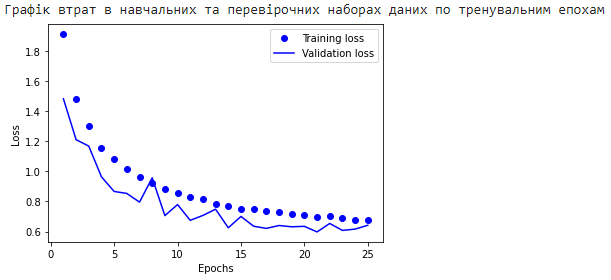 Графік втрат в навчальних та перевірочних наборах даних по тренувальним епохам
Training loss
Validation loss
1.8
1.6
1.4
1.2
1.0
0.8
0.6
Loss
0 5 10 15 20 25
Epochs